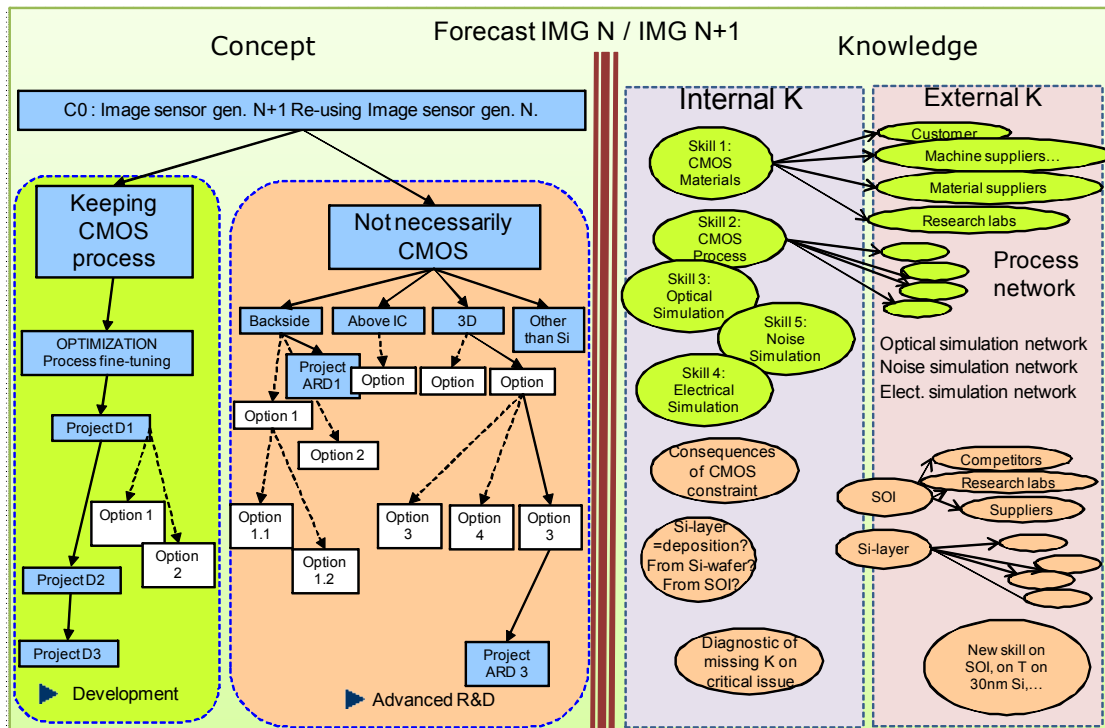 Forecast IMG N / IMG N+1
Concept
Knowledge
C0 : Image sensor gen. N+1 Re-using Image sensor gen. N.
Keeping
CMOS
process
OPTIMIZATION
Process fine-tuning
Project D1
Option 1
Option
2
Project D2
Project D3
Development
Not necessarily
CMOS
Backside
Above IC
3D
Other
than Si
Project
ARD1
Option
Option
Option
Option 1
Option 2
Option
1.1
Option
1.2
Option
3
Option
4
Option
3
Project
ARD 3
Advanced R&D
Internal K
Skill 1:
CMOS
Materials
Skill 2:
CMOS
Process
Skill 3:
Optical
Simulation
Skill 5:
Noise
Simulation
Skill 4:
Electrical
Simulation
Consequences
of CMOS
constraint
Si-layer
=deposition?
From Si-wafer?
From SOI?
Diagnostic of
missing K on
critical issue
External K
Customer
Machine suppliers…
Material suppliers
Research labs
Process
network
Optical simulation network
Noise simulation network
Elect. simulation network
SOI
Competitors
Research labs
Suppliers
Si-layer
New skill on
SOI, on T on
30nm Si,…